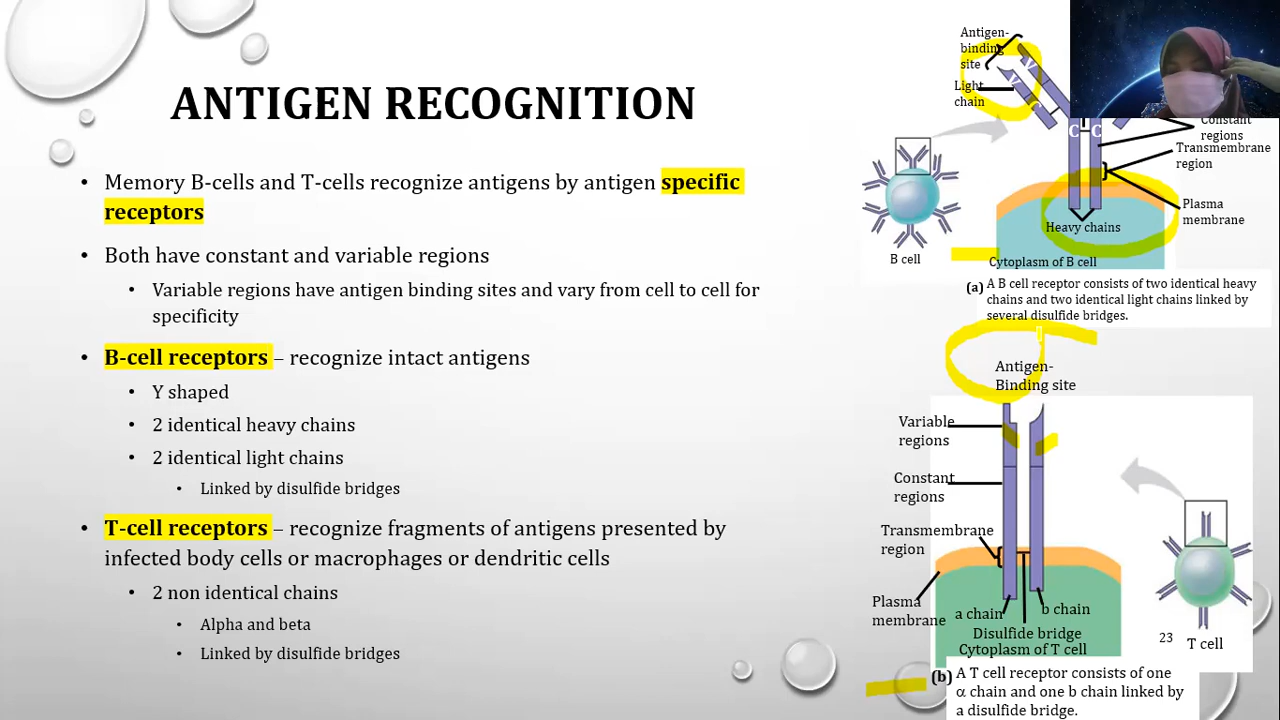 ANTIGEN RECOGNITION
• Memory B-cells and T-cells recognize antigens by antigen specific
receptors
• Both have constant and variable regions
• Variable regions have antigen binding sites and vary from cell to cell for
specificity
• B-cell receptors – recognize intact antigens
• Y shaped
• 2 identical heavy chains
• 2 identical light chains
• Linked by disulfide bridges
• T-cell receptors – recognize fragments of antigens presented by
infected body cells or macrophages or dendritic cells
• 2 non identical chains
• Alpha and beta
• Linked by disulfide bridges
Antigen-
binding
site
Light
chain
V
V
C
C
Constant
regions
Transmembrane
region
Plasma
membrane
Heavy chains
B cell
Cytoplasm of B cell
(a) A B cell receptor consists of two identical heavy
chains and two identical light chains linked by
several disulfide bridges.
Antigen-
Binding site
Variable
regions
Constant
regions
Transmembrane
region
Plasma
membrane
a chain
b chain
Disulfide bridge
Cytoplasm of T cell
23
T cell
(b) A T cell receptor consists of one
α chain and one b chain linked by
a disulfide bridge.